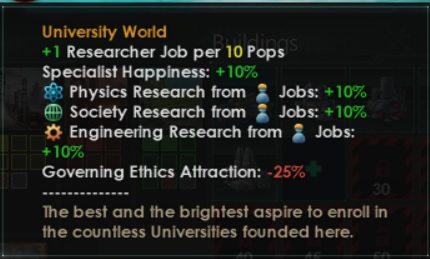 University World
+1 Researcher Job per 10 Pops
Specialist Happiness: +10%
Physics Research from Jobs: +10%
Society Research from Jobs: +10%
Engineering Research from Jobs:
+10%
Governing Ethics Attraction: -25%
-------------
The best and the brightest aspire to enroll in
the countless Universities founded here.
Buildings
30